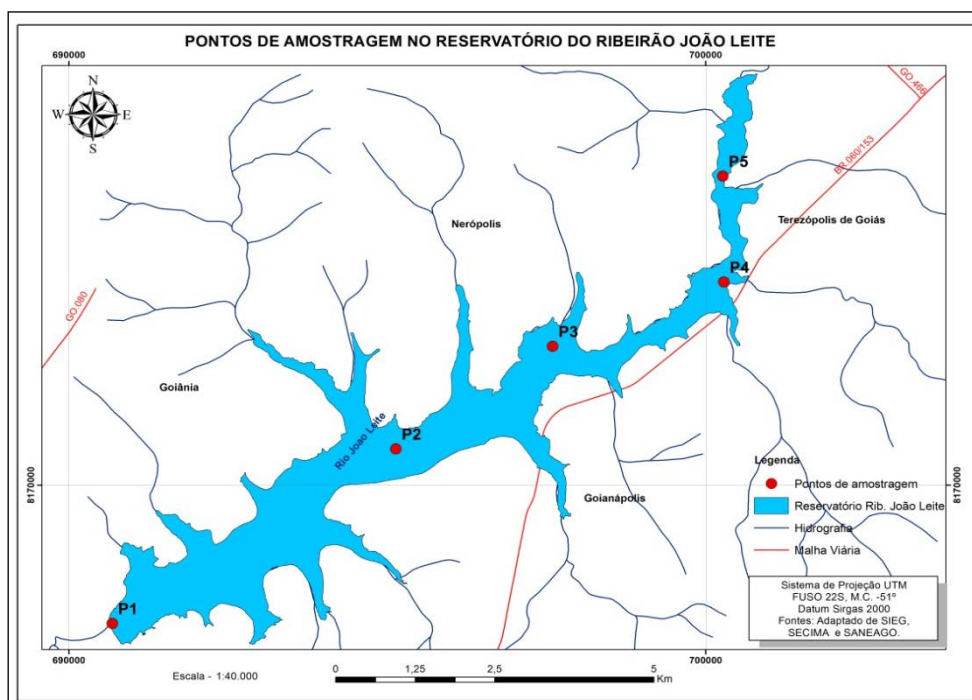 PONTOS DE AMOSTRAGEM NO RESERVATÓRIO DO RIBEIRÃO JOÃO LEITE
690000
700000
N
W
E
S
GO.466
BR.060/153
P5
Nerópolis
Terezópolis de Goiás
P4
GO.080
P3
Goiânia
Rio Joao Leite
P2
Legenda
Pontos de amostragem
Reservatório Rib. João Leite
Hidrografia
Malha Viária
8170000
8170000
Goianápolis
P1
Sistema de Projeção UTM
FUSO 22S, M.C. -51º
Datum Sirgas 2000
Fontes: Adaptado de SIEG,
SECIMA e SANEAGO.
690000
700000
Escala - 1:40.000
0
1,25
2,5
5
Km